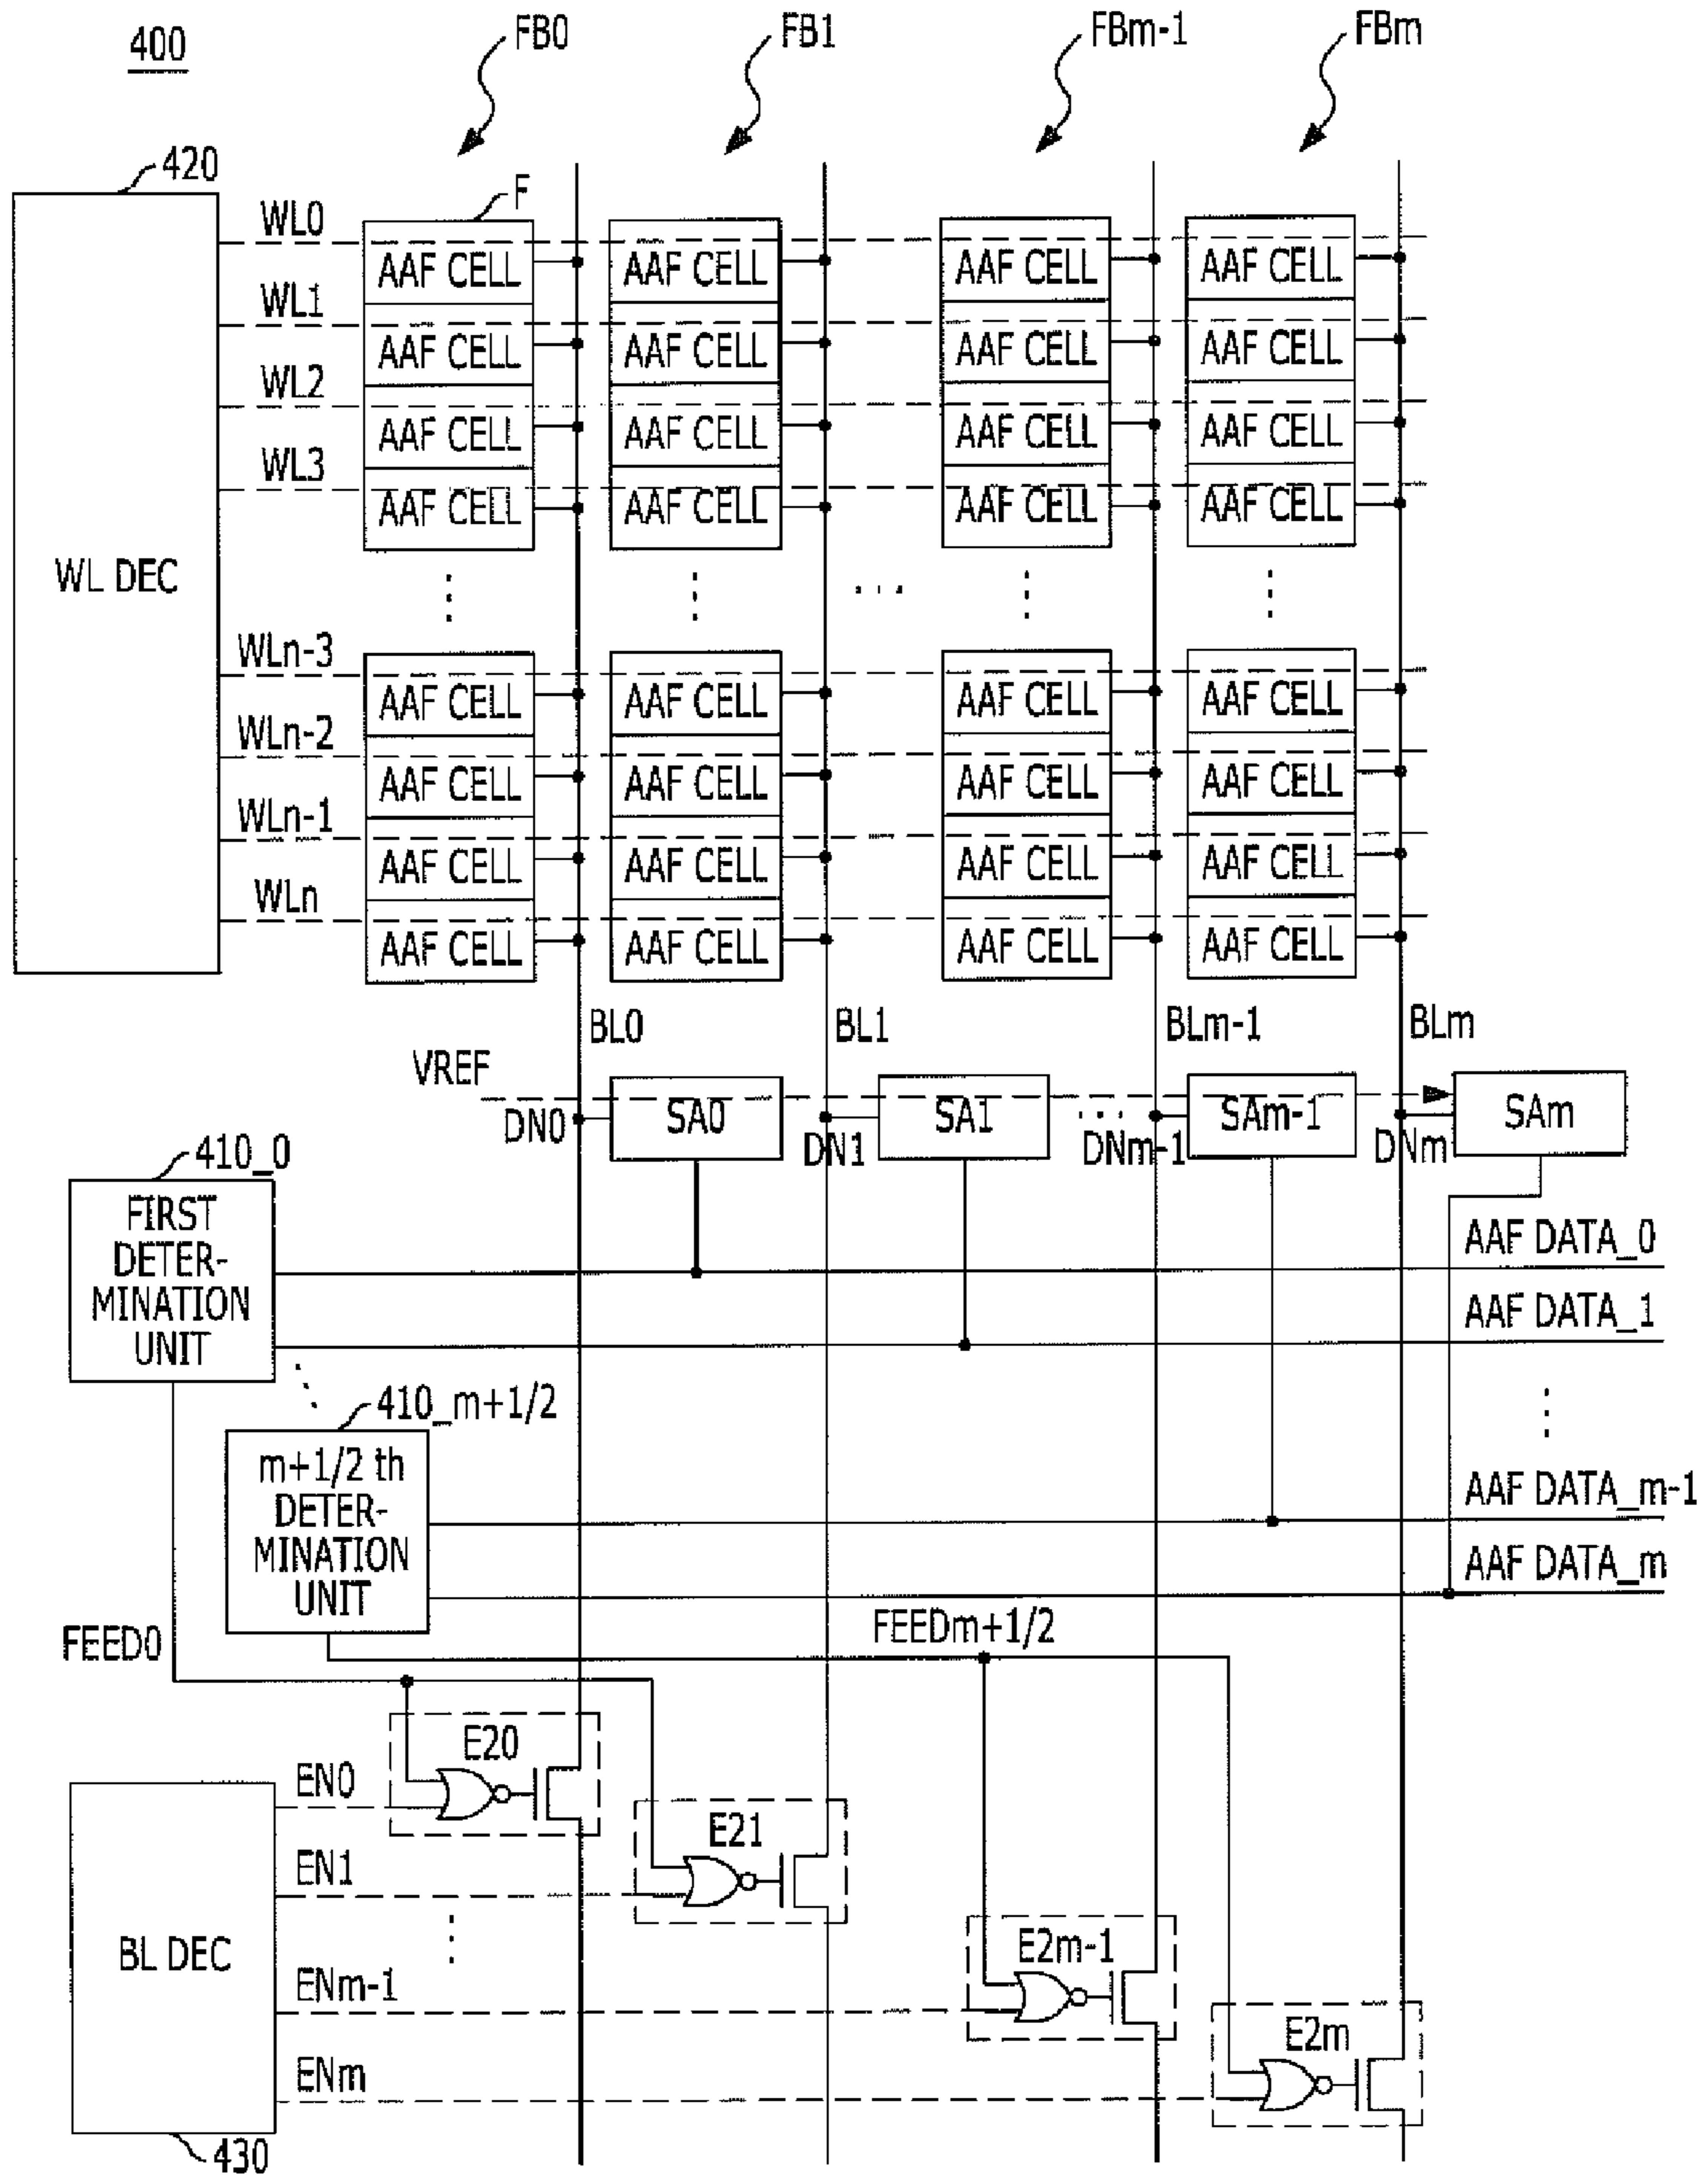 400
FB0
FB1
FBm-1
FBm
420
F
WL DEC
WL0
AAF CELL AAF CELL AAF CELL AAF CELL
WL1
AAF CELL AAF CELL AAF CELL AAF CELL
WL2
AAF CELL AAF CELL AAF CELL AAF CELL
WL3
AAF CELL AAF CELL AAF CELL AAF CELL
WLn-3
AAF CELL AAF CELL AAF CELL AAF CELL
WLn-2
AAF CELL AAF CELL AAF CELL AAF CELL
WLn-1
AAF CELL AAF CELL AAF CELL AAF CELL
WLn
AAF CELL AAF CELL AAF CELL AAF CELL
BL0
BL1
BLm-1
BLm
VREF
DN0
SA0
DN1
SA1
DNm-1
SAm-1
DNm
SAm
410_0
FIRST
DETER-
MINATION
UNIT
AAF DATA_0
AAF DATA_1
410_m+1/2
m+1/2 th
DETER-
MINATION
UNIT
AAF DATA_m-1
AAF DATA_m
FEED0
FEEDm+1/2
E20
EN0
E21
EN1
BL DEC
E2m-1
ENm-1
E2m
ENm
430